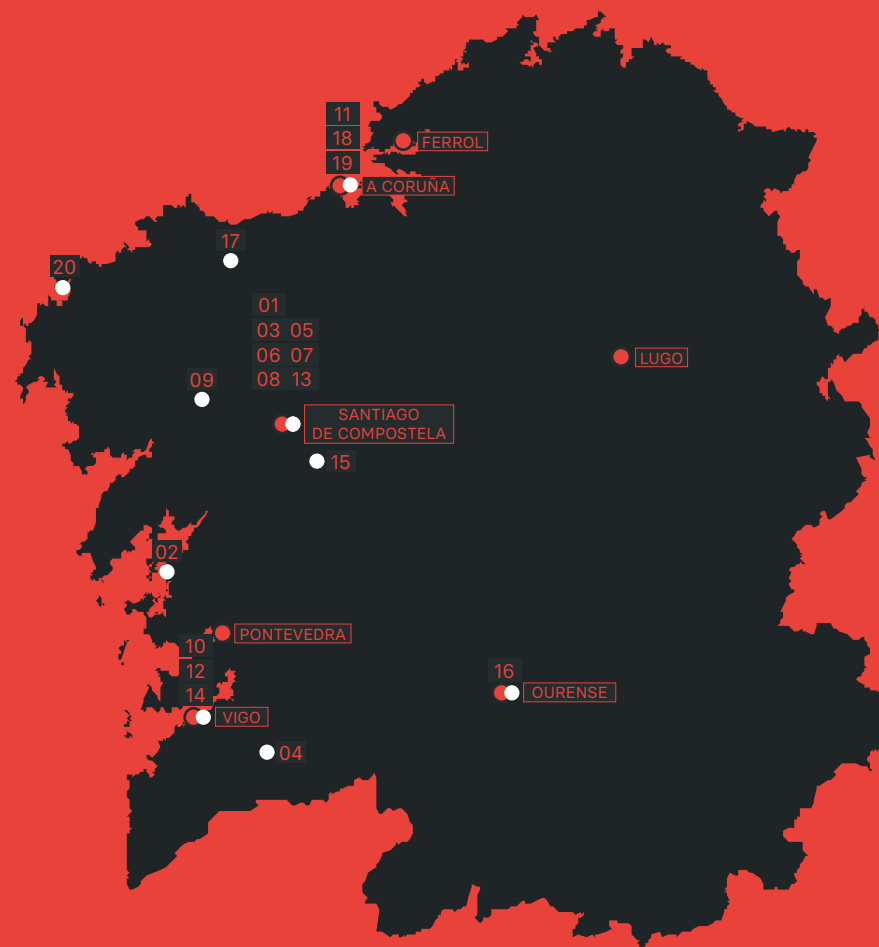 11
18
FERROL
19
A CORUÑA
17
20
01
03 05
06 07
LUGO
08 13
09
SANTIAGO
DE COMPOSTELA
15
02
PONTEVEDRA
10
12
16
14
OURENSE
VIGO
04